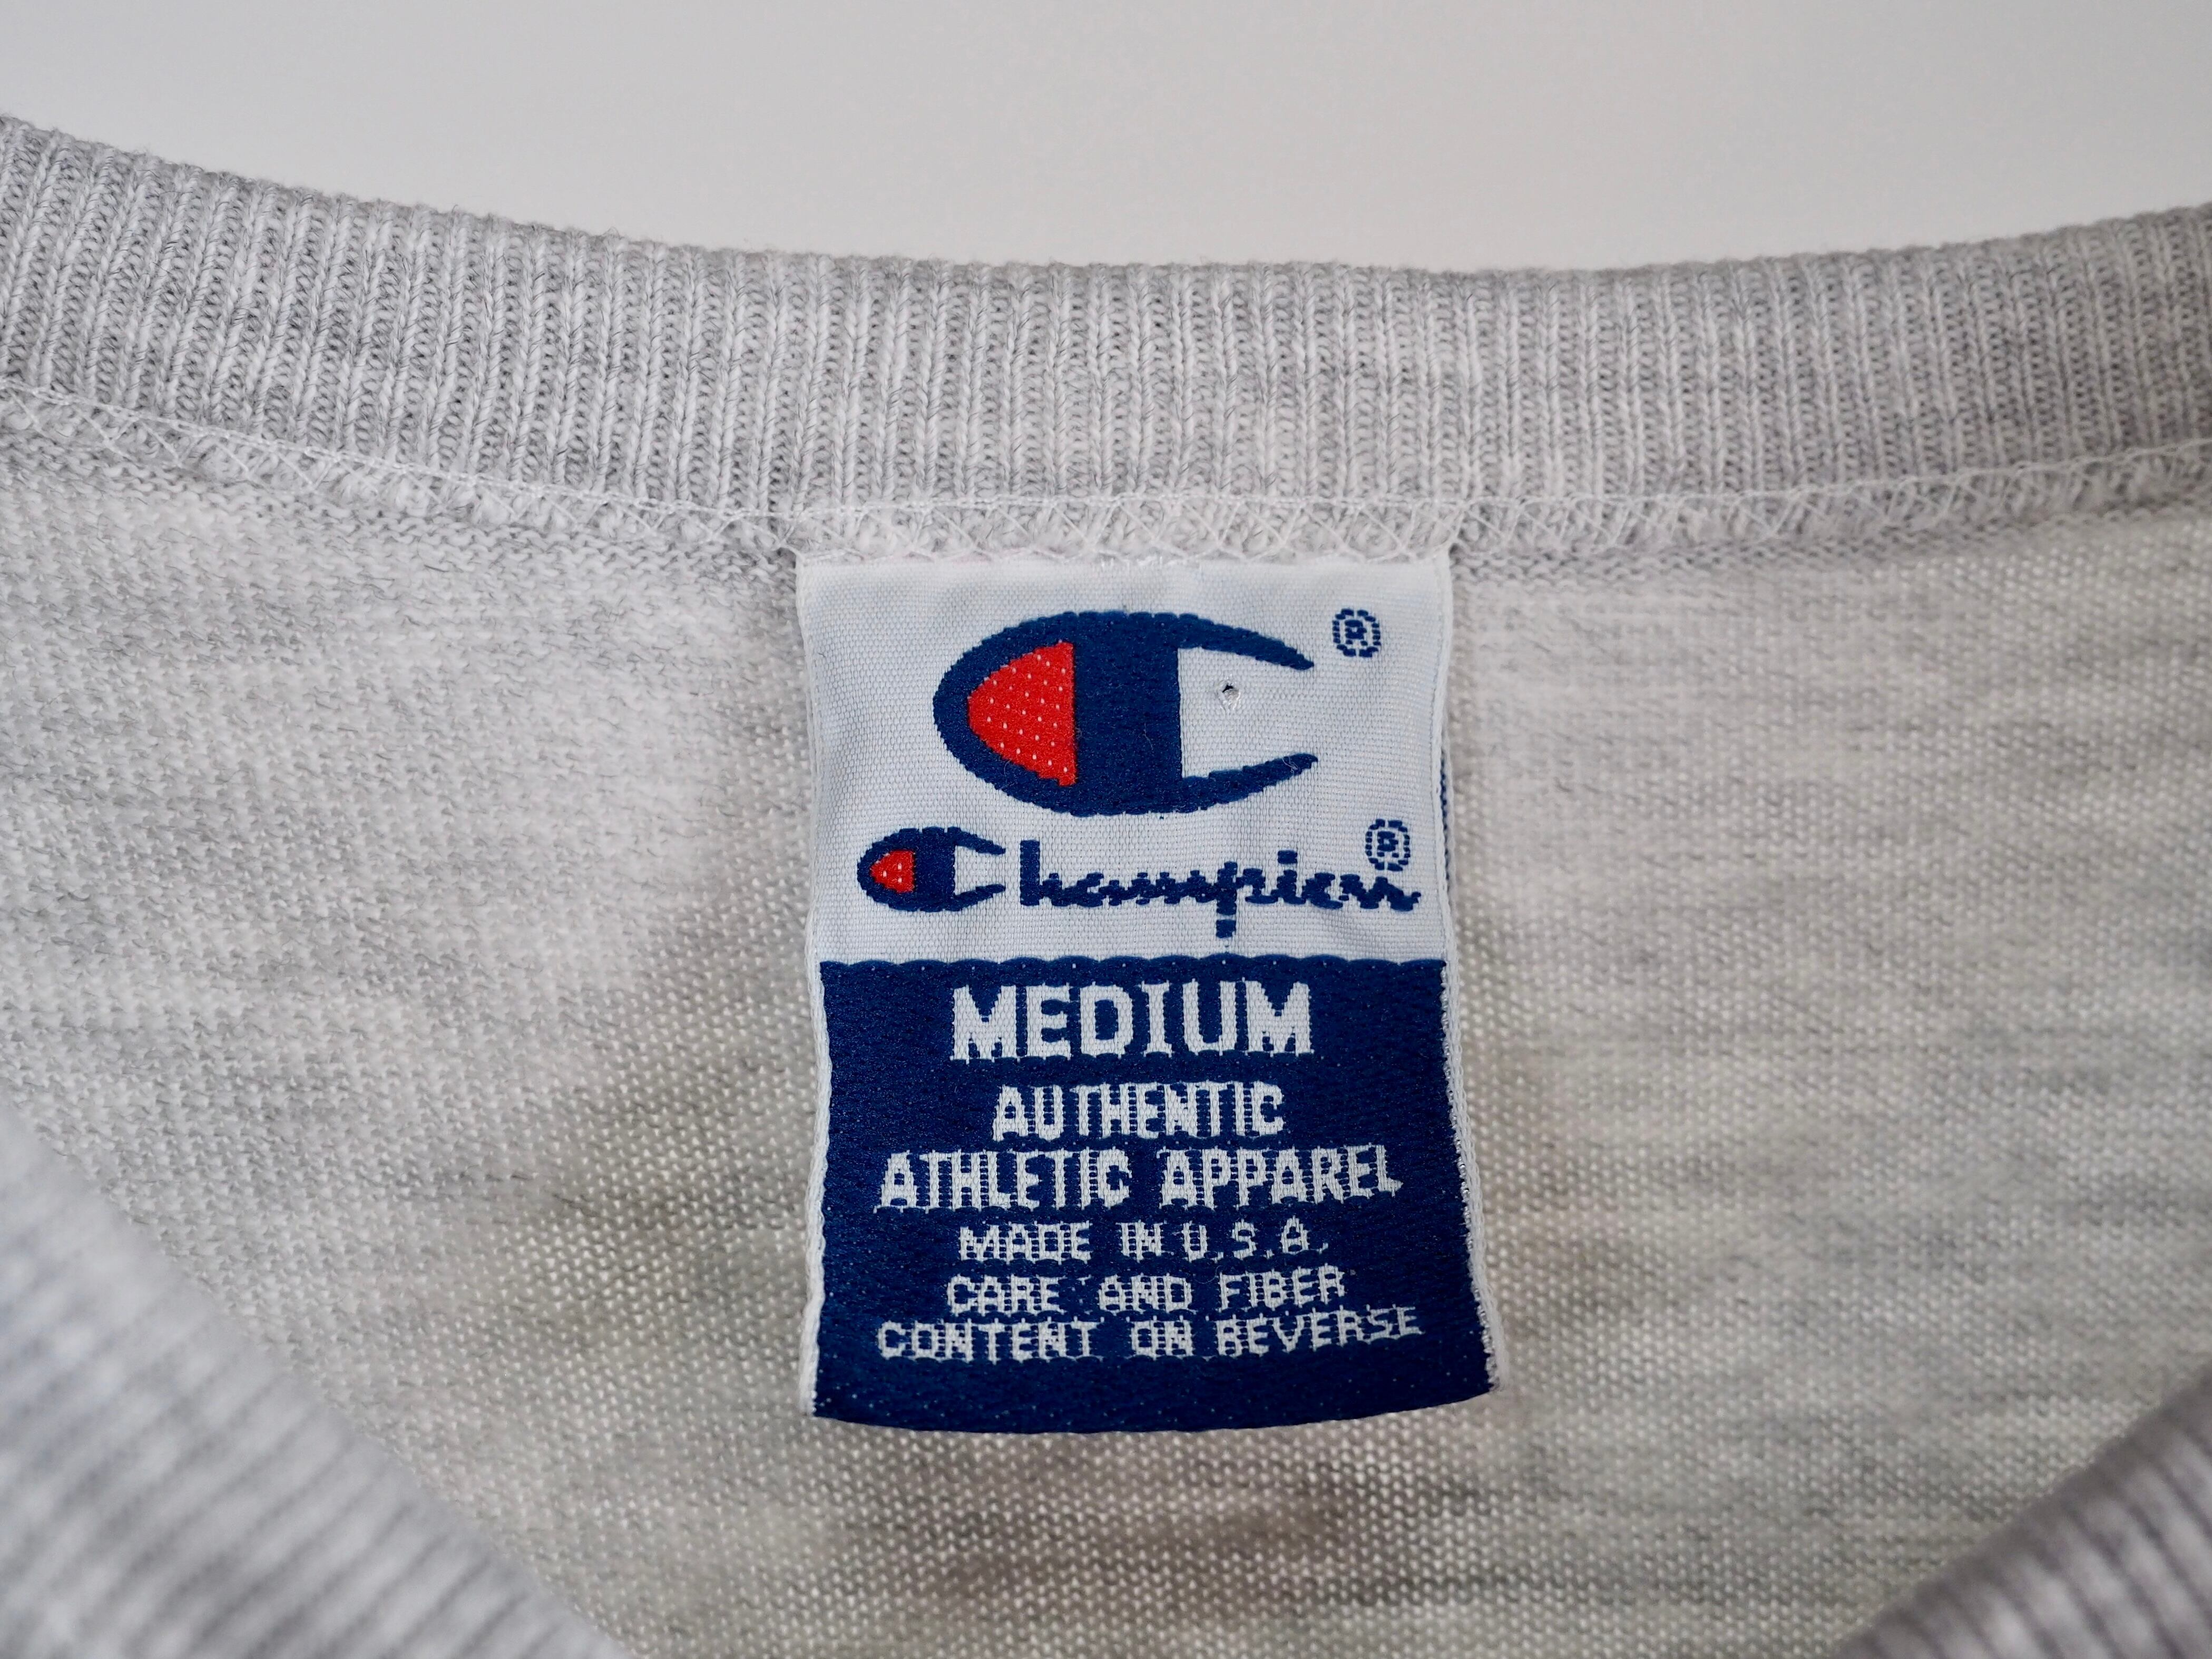 ®
Champion®
MEDIUM
AUTHENTIC
ATHLETIC APPAREL
MADE IN U.S.A.
CARE AND FIBER
CONTENT ON REVERSE